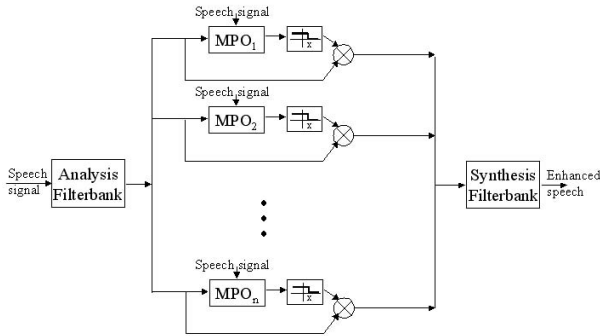 Speech signal
MPO1
x
Speech signal
MPO2
x
Speech signal
Analysis Filterbank
Synthesis Filterbank
Enhanced speech
Speech signal
MPOn
x